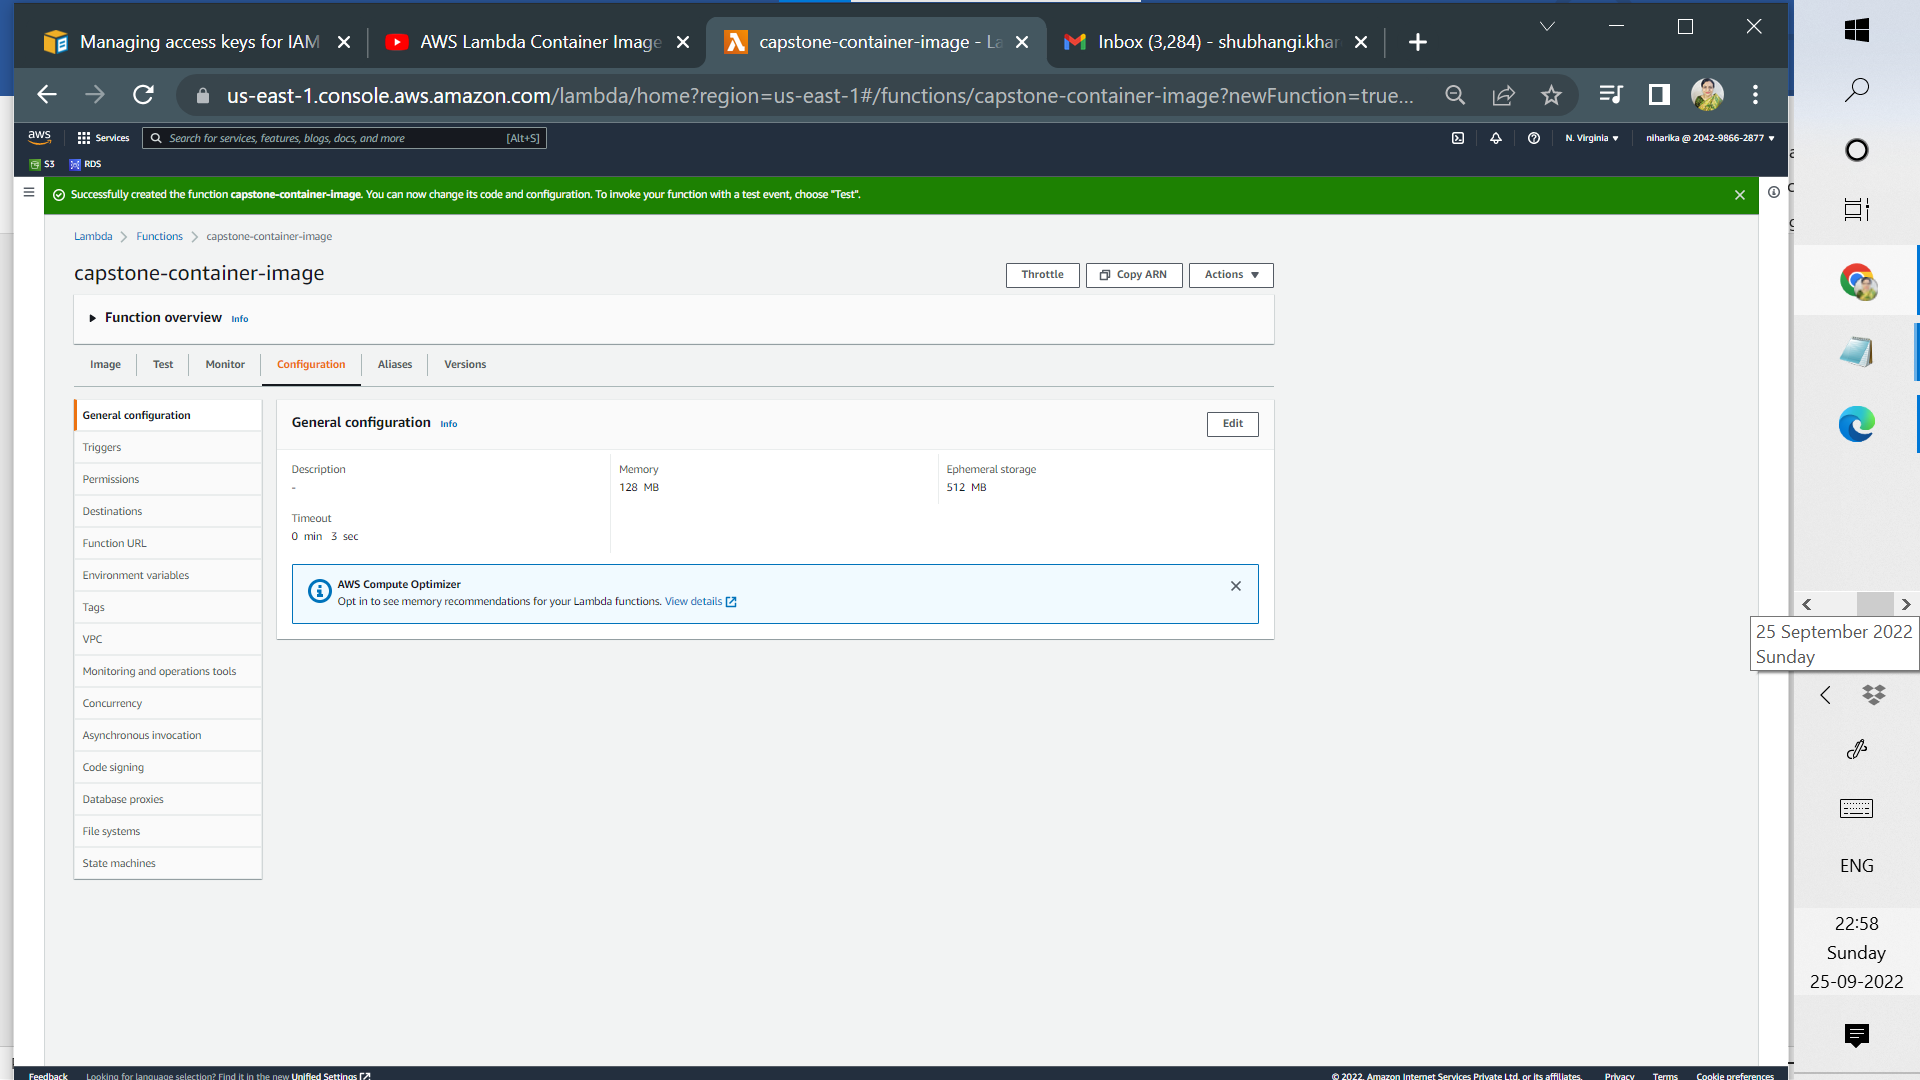 Managing access keys for IAM
AWS Lambda Container Image
capstone-container-image - La
Inbox (3,284) - shubhangi.khar
us-east-1.console.aws.amazon.com/lambda/home?region=us-east-1#/functions/capstone-container-image?newFunction=true...
aws
Services
Search for services, features, blogs, docs, and more
[Alt+S]
N. Virginia
niharika @ 2042-9866-2877
S3
RDS
Successfully created the function capstone-container-image. You can now change its code and configuration. To invoke your function with a test event, choose "Test".
Lambda
Functions
capstone-container-image
capstone-container-image
Throttle
Copy ARN
Actions
Function overview Info
Image
Test
Monitor
Configuration
Aliases
Versions
General configuration
Triggers
Permissions
Destinations
Function URL
Environment variables
Tags
VPC
Monitoring and operations tools
Concurrency
Asynchronous invocation
Code signing
Database proxies
File systems
State machines
General configuration Info
Edit
Description
-
Memory
128 MB
Ephemeral storage
512 MB
Timeout
0 min 3 sec
AWS Compute Optimizer
Opt in to see memory recommendations for your Lambda functions. View details
25 September 2022
Sunday
ENG
22:58
Sunday
25-09-2022
Feedback
Looking for language selection? Find it in the new Unified Settings
© 2022, Amazon Internet Services Private Ltd. or its affiliates.
Privacy
Terms
Cookie preferences